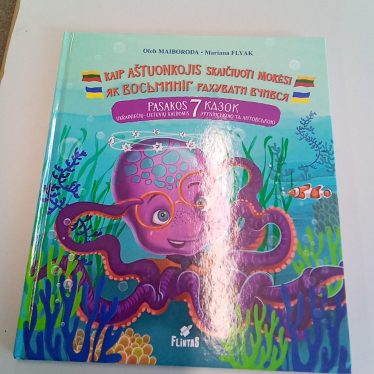 Oleh MAIBORODA • Mariana FLYAK
KAIP AŠTUONKOJIS SKAIČIUOTI MOKĖSI
ЯК ВОСЬМИНІГ РАХУВАТИ ВЧИВСЯ
PASAKOS 7 КАЗОК
UKRAINIEČIŲ-LIETUVIŲ KALBOMIS УКРАЇНСЬКОЮ ТА ЛИТОВСЬКОЮ
FLINTAS